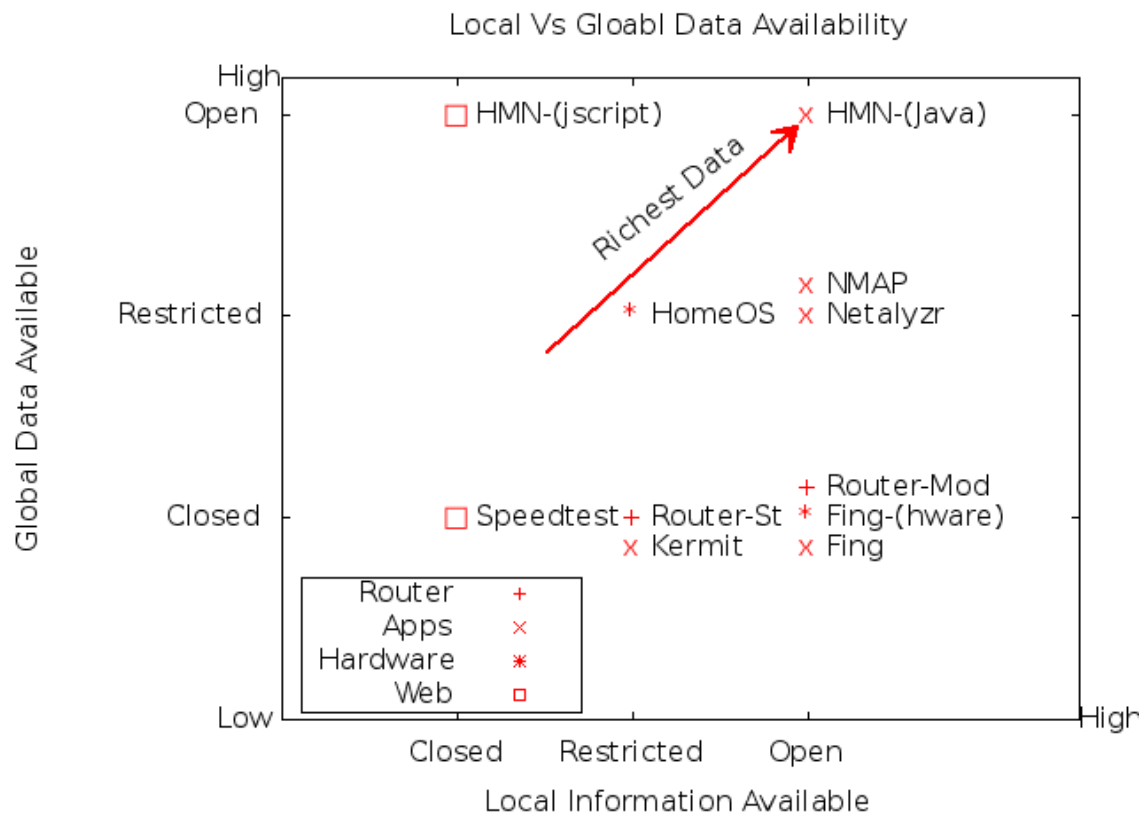 Local Vs Gloabl Data Availability
High
Open
HMN-(jscript)
HMN-(Java)
Richest Data
NMAP
Restricted
HomeOS
Netalyzr
Global Data Available
Router-Mod
Closed
Speedtest
Router-St
Fing-(hware)
Kermit
Fing
Router
Apps
Hardware
Web
Low
High
Closed
Restricted
Open
Local Information Available